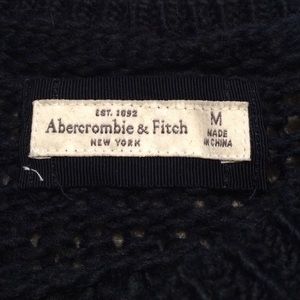 EST. 1892
Abercrombie & Fitch
NEW YORK
M
MADE
IN CHINA